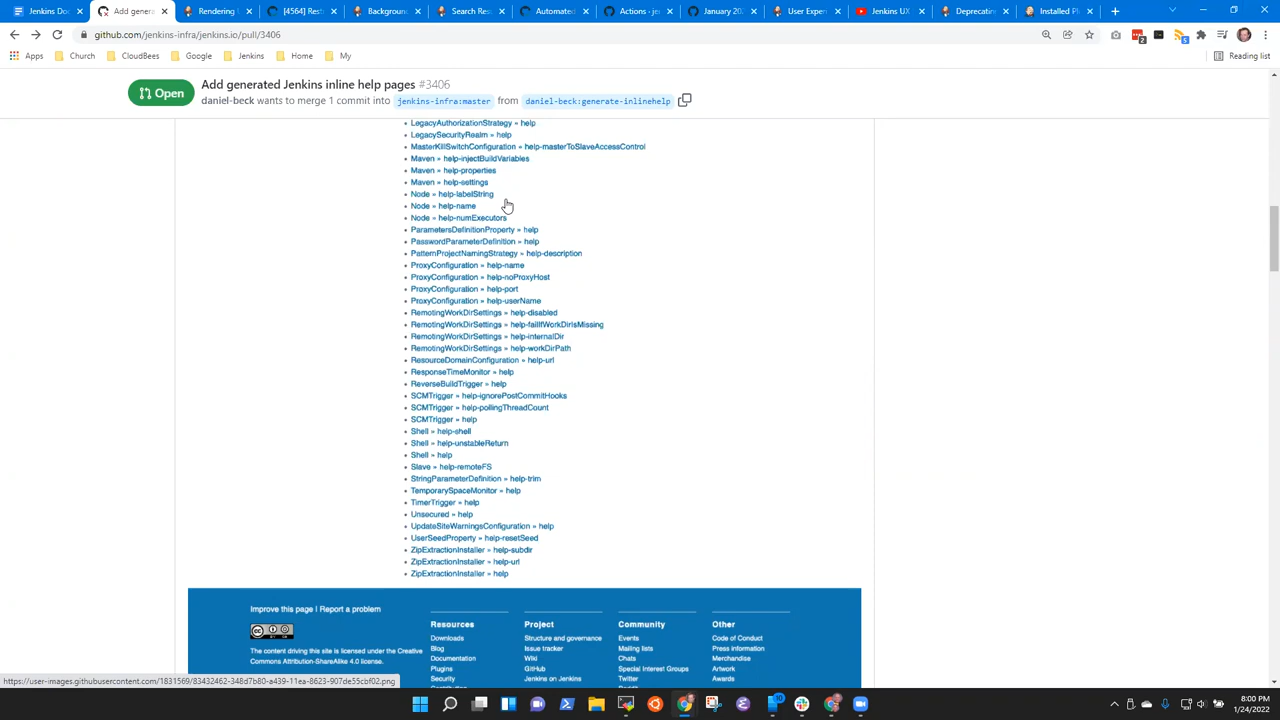 Jenkins Do
Add genera
Rendering
[4564] Rest
Background
Search Res
Automated
Actions · je
January 202
User Exper
Jenkins UX
Deprecatin
Installed Pl
github.com/jenkins-infra/jenkins.io/pull/3406
Apps
Church
CloudBees
Google
Jenkins
Home
My
Reading list
Open
Add generated Jenkins inline help pages #3406
daniel-beck wants to merge 1 commit into jenkins-infra:master from daniel-beck:generate-inlinehelp
LegacyAuthorizationStrategy » help
LegacySecurityRealm » help
MasterKillSwitchConfiguration » help-masterToSlaveAccessControl
Maven » help-injectBuildVariables
Maven » help-properties
Maven » help-settings
Node » help-labelString
Node » help-name
Node » help-numExecutors
ParametersDefinitionProperty » help
PasswordParameterDefinition » help
PatternProjectNamingStrategy » help-description
ProxyConfiguration » help-name
ProxyConfiguration » help-noProxyHost
ProxyConfiguration » help-port
ProxyConfiguration » help-userName
RemotingWorkDirSettings » help-disabled
RemotingWorkDirSettings » help-failIfWorkDirIsMissing
RemotingWorkDirSettings » help-internalDir
RemotingWorkDirSettings » help-workDirPath
ResourceDomainConfiguration » help-url
ResponseTimeMonitor » help
ReverseBuildTrigger » help
SCMTrigger » help-ignorePostCommitHooks
SCMTrigger » help-pollingThreadCount
SCMTrigger » help
Shell » help-shell
Shell » help-unstableReturn
Shell » help
Slave » help-remoteFS
StringParameterDefinition » help-trim
TemporarySpaceMonitor » help
TimerTrigger » help
Unsecured » help
UpdateSiteWarningsConfiguration » help
UserSeedProperty » help-resetSeed
ZipExtractionInstaller » help-subdir
ZipExtractionInstaller » help-url
ZipExtractionInstaller » help
Improve this page | Report a problem
The content driving this site is licensed under the Creative
Commons Attribution-ShareAlike 4.0 license.
Resources
Downloads
Blog
Documentation
Plugins
Security
Project
Structure and governance
Issue tracker
Wiki
GitHub
Jenkins on Jenkins
Community
Events
Mailing lists
Chats
Special Interest Groups
Twitter
Other
Code of Conduct
Press information
Merchandise
Artwork
Awards
https://user-images.githubusercontent.com/1831569/83432462-348d7b80-a439-11ea-8623-907de55cbf02.png
8:00 PM
1/24/2022